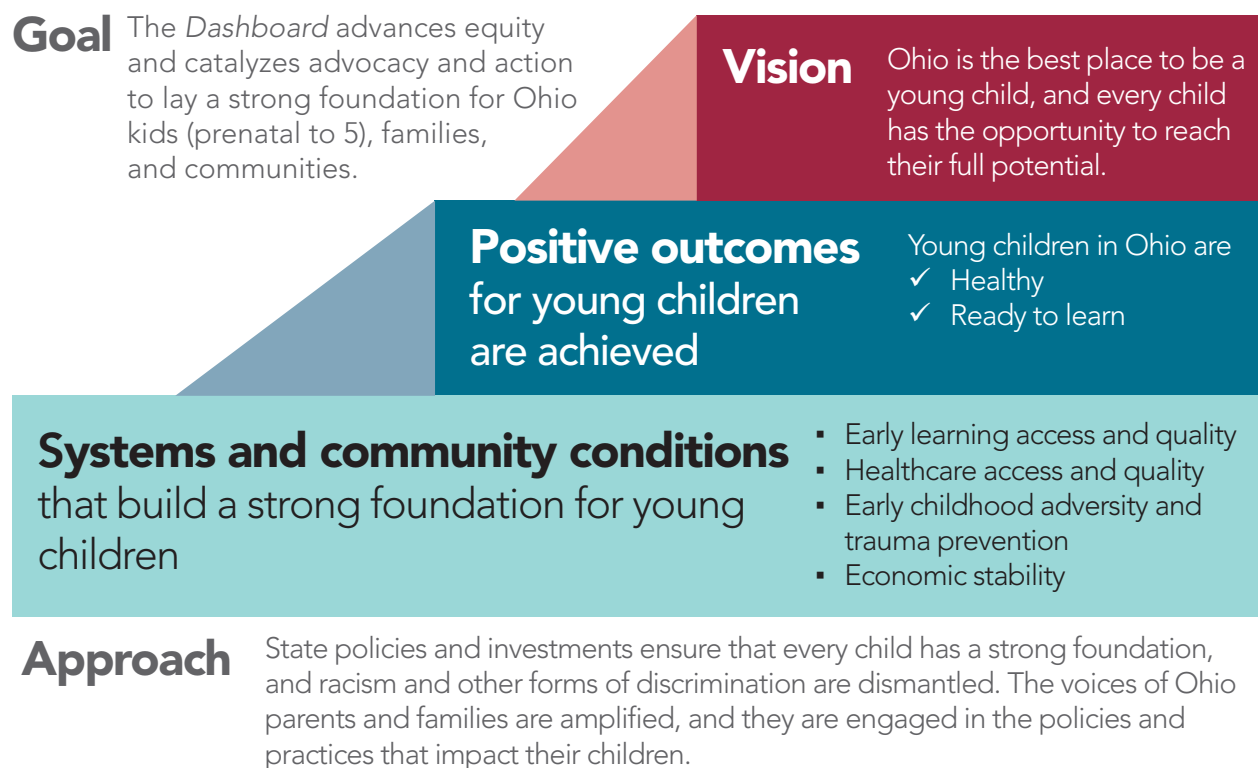 Goal
The Dashboard advances equity
and catalyzes advocacy and action
to lay a strong foundation for Ohio
kids (prenatal to 5), families,
and communities.
Vision
Ohio is the best place to be a
young child, and every child
has the opportunity to reach
their full potential.
Positive outcomes
for young children
are achieved
Young children in Ohio are
✓ Healthy
✓ Ready to learn
Systems and community conditions
that build a strong foundation for young
children
▪ Early learning access and quality
▪ Healthcare access and quality
▪ Early childhood adversity and
trauma prevention
▪ Economic stability
Approach
State policies and investments ensure that every child has a strong foundation,
and racism and other forms of discrimination are dismantled. The voices of Ohio
parents and families are amplified, and they are engaged in the policies and
practices that impact their children.